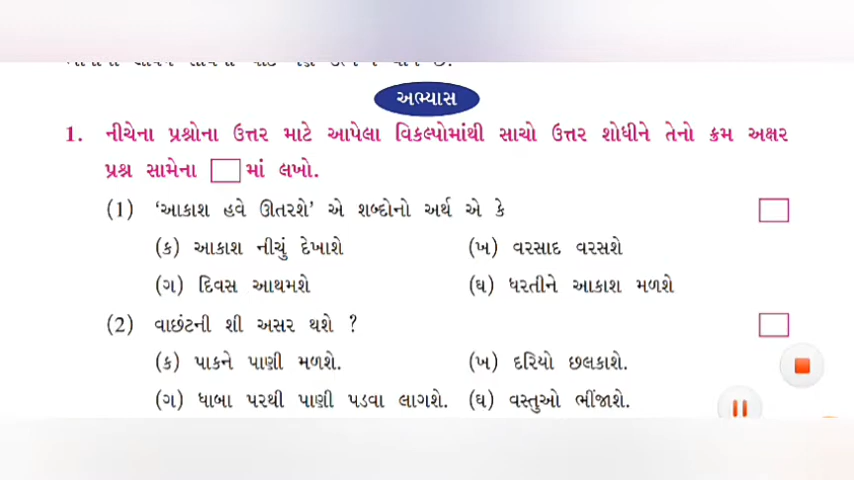 અભ્યાસ
1. નીચેના પ્રશ્નોના ઉત્તર માટે આપેલા વિકલ્પોમાંથી સાચો ઉત્તર શોધીને તેનો ક્રમ અક્ષર
પ્રશ્ન સામેના માં લખો.
(1) ‘આકાશ હવે ઊતરશે’ એ શબ્દોનો અર્થ એ કે
(ક) આકાશ નીચું દેખાશે (ખ) વરસાદ વરસશે
(ગ) દિવસ આથમશે (ઘ) ધરતીને આકાશ મળશે
(2) વાછંટની શી અસર થશે ?
(ક) પાકને પાણી મળશે. (ખ) દરિયો છલકાશે.
(ગ) ધાબા પરથી પાણી પડવા લાગશે. (ઘ) વસ્તુઓ ભીંજાશે.